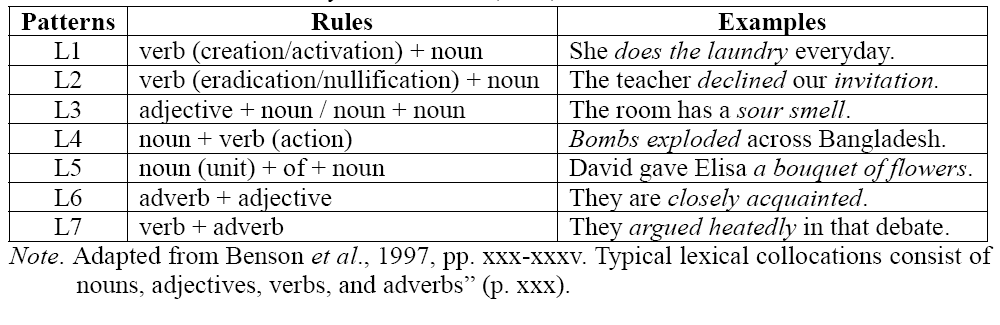 Patterns Rules Examples
L1 verb (creation/activation) + noun She does the laundry everyday.
L2 verb (eradication/nullification) + noun The teacher declined our invitation.
L3 adjective + noun / noun + noun The room has a sour smell.
L4 noun + verb (action) Bombs exploded across Bangladesh.
L5 noun (unit) + of + noun David gave Elisa a bouquet of flowers.
L6 adverb + adjective They are closely acquainted.
L7 verb + adverb They argued heatedly in that debate.
Note. Adapted from Benson et al., 1997, pp. xxx-xxxv. Typical lexical collocations consist of
nouns, adjectives, verbs, and adverbs” (p. xxx).